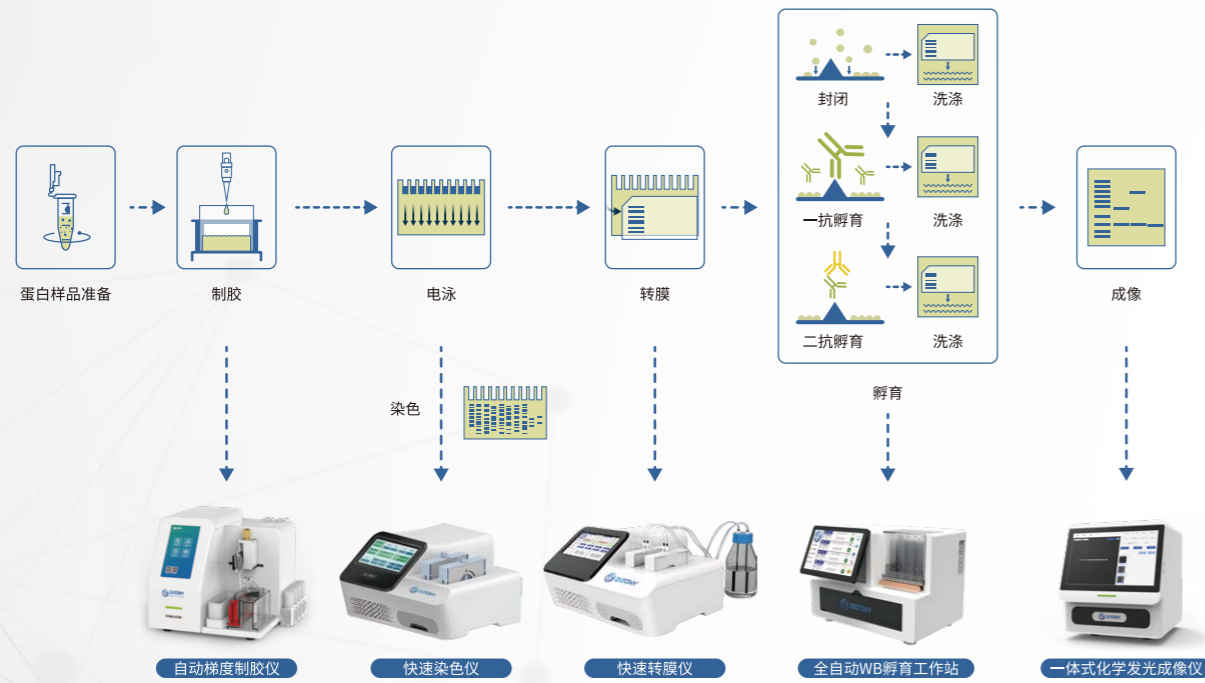 封闭
洗涤
一抗孵育
洗涤
二抗孵育
洗涤
蛋白样品准备
制胶
电泳
转膜
成像
孵育
染色
自动梯度制胶仪
快速染色仪
快速转膜仪
全自动WB孵育工作站
一体式化学发光成像仪